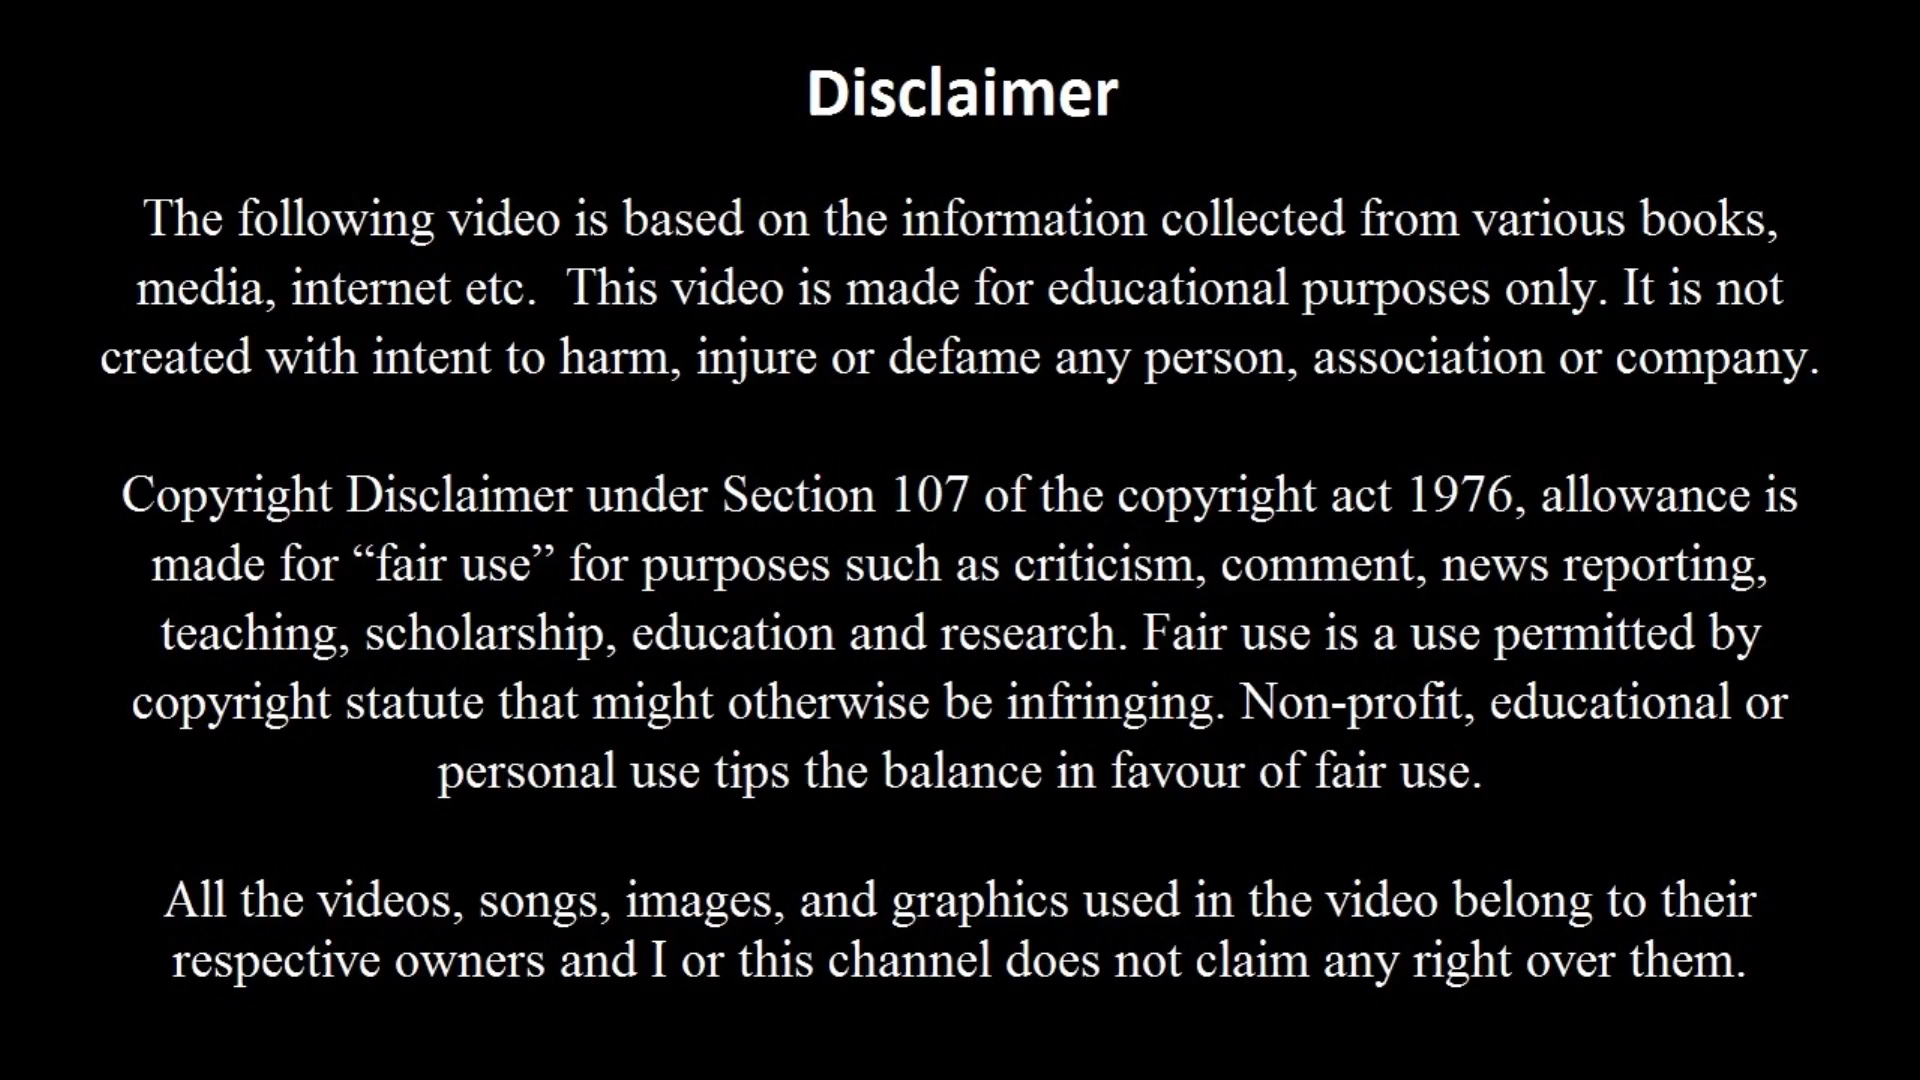 Disclaimer
The following video is based on the information collected from various books,
media, internet etc.  This video is made for educational purposes only. It is not
created with intent to harm, injure or defame any person, association or company.
Copyright Disclaimer under Section 107 of the copyright act 1976, allowance is
made for “fair use” for purposes such as criticism, comment, news reporting,
teaching, scholarship, education and research. Fair use is a use permitted by
copyright statute that might otherwise be infringing. Non-profit, educational or
personal use tips the balance in favour of fair use.
All the videos, songs, images, and graphics used in the video belong to their
respective owners and I or this channel does not claim any right over them.